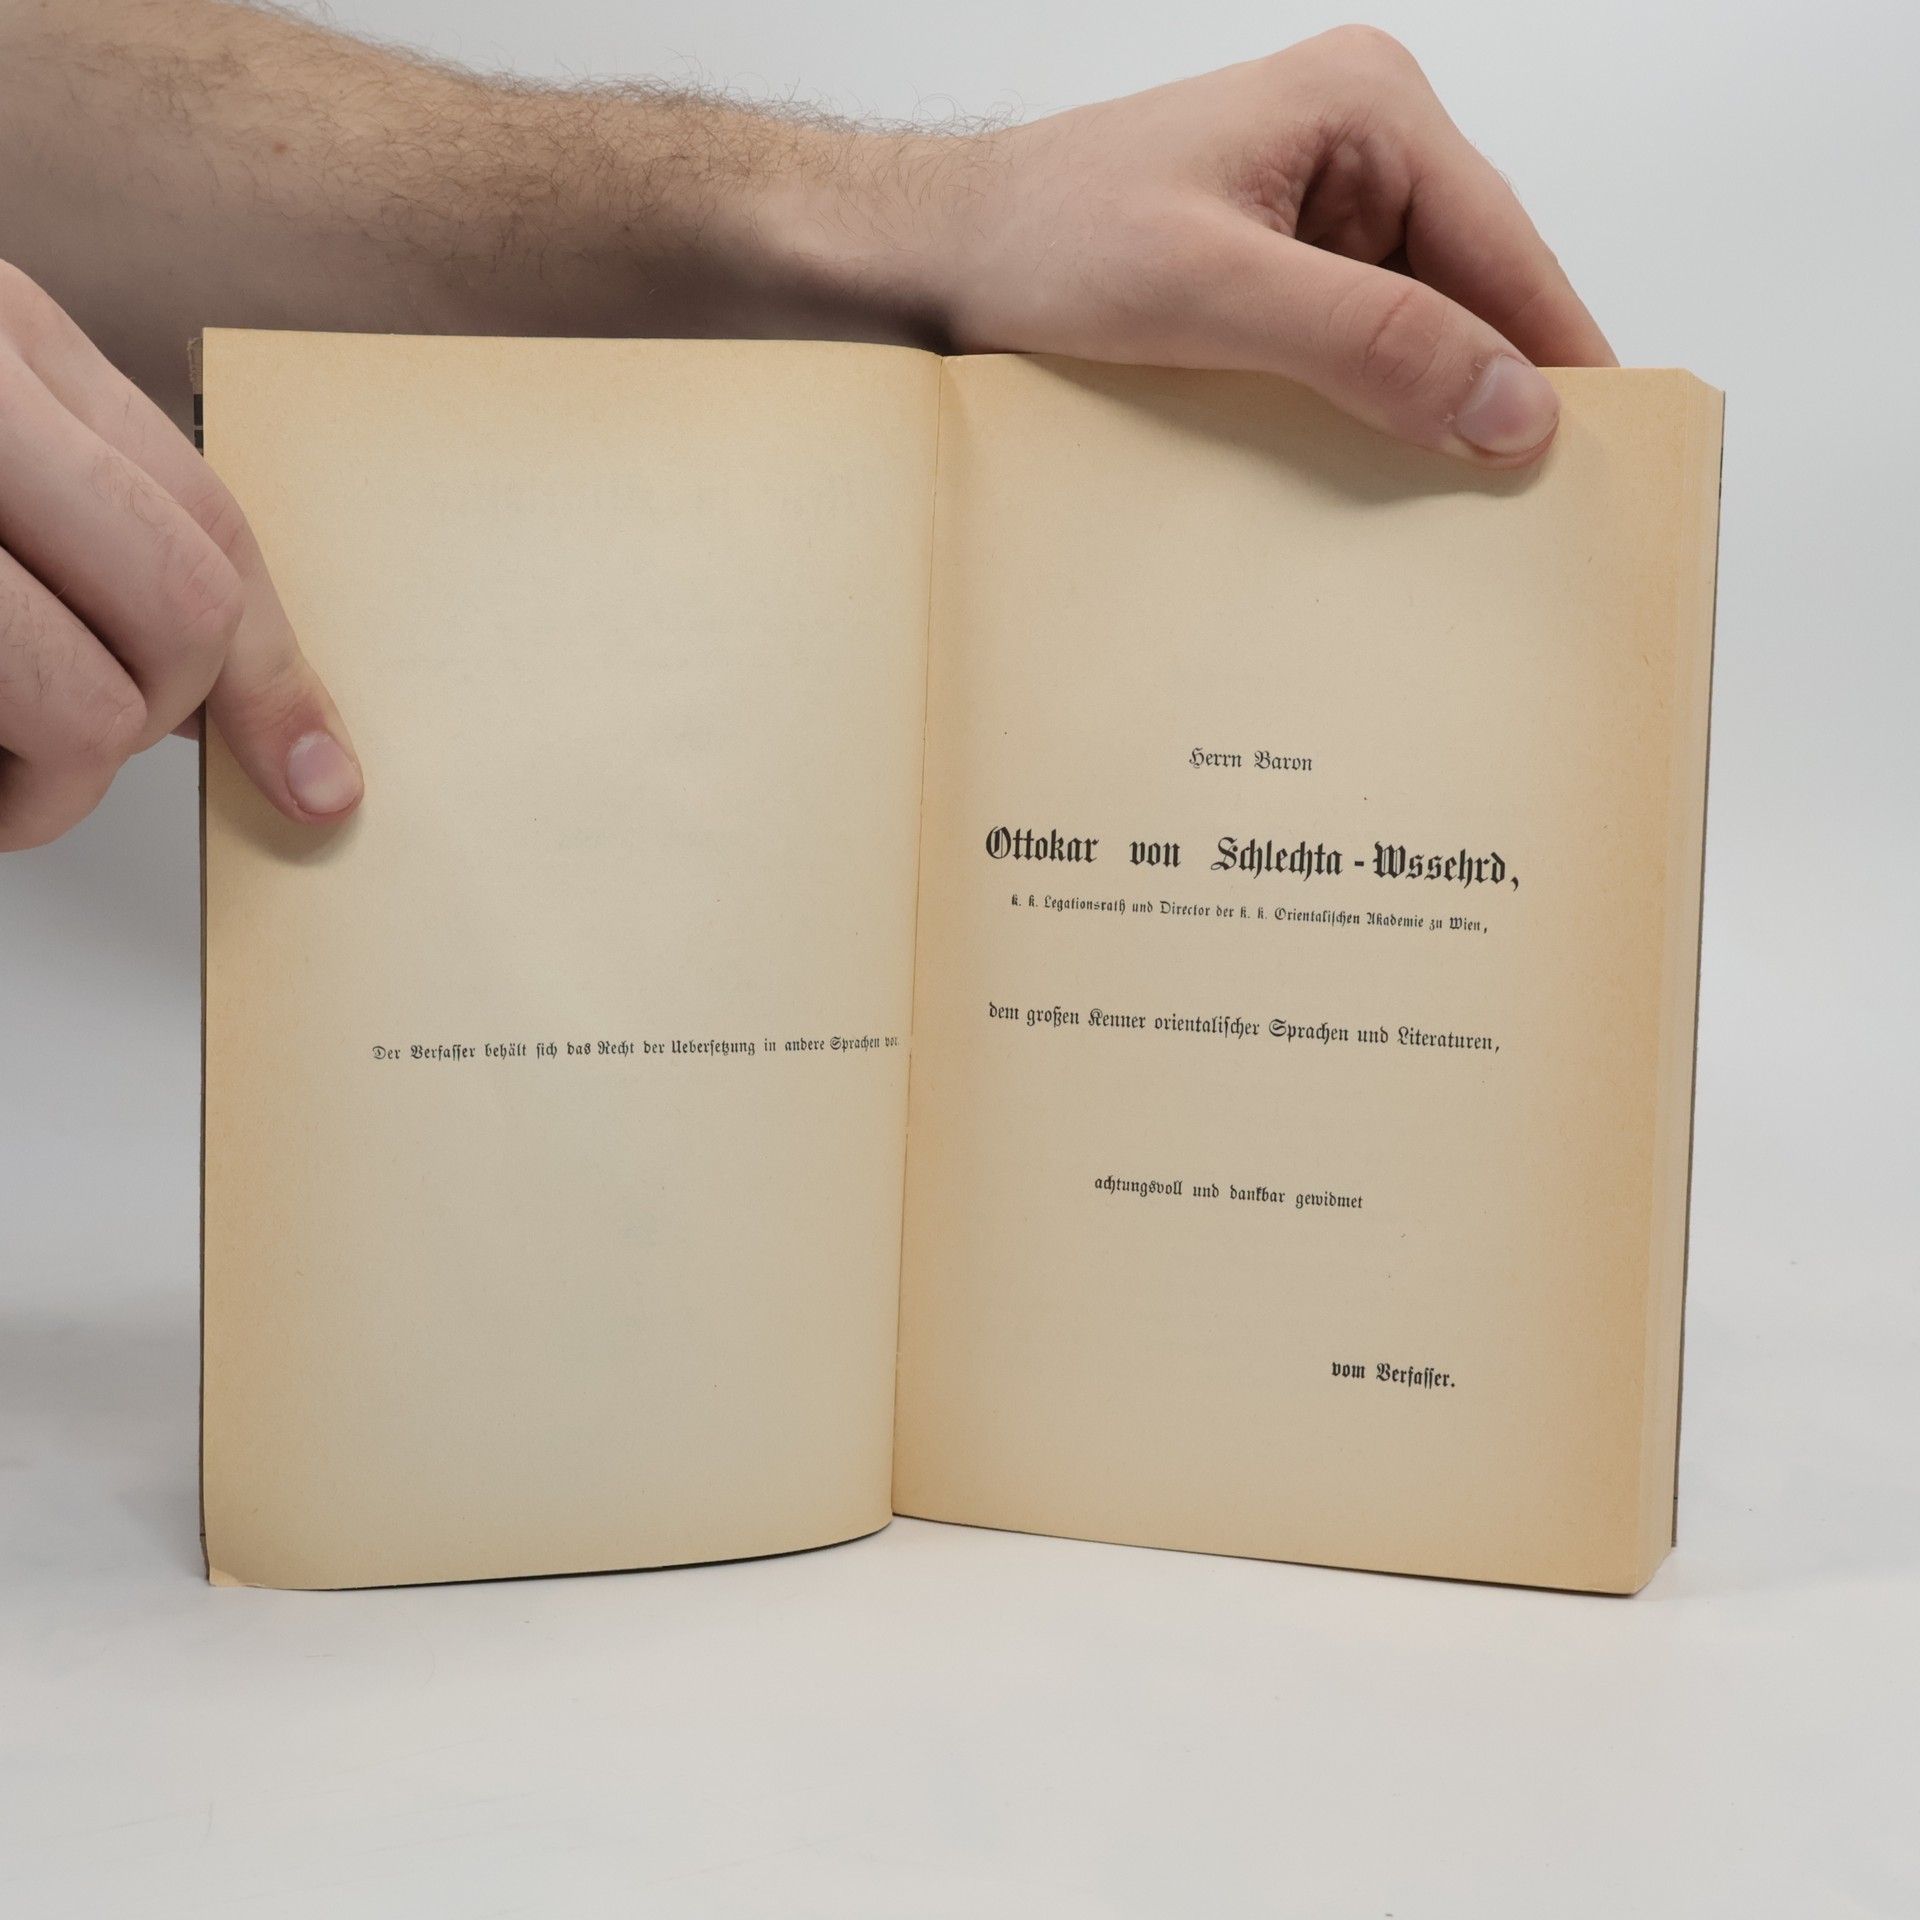 Der Verfasser behält sich das Recht der Uebersetzung in andere Sprachen vor.
Herrn Baron
Ottokar von Schlechta-Wssehrd,
k. k. Legationsrath und Director der k. k. Orientalischen Akademie zu Wien,
dem großen Kenner orientalischer Sprachen und Literaturen,
achtungsvoll und dankbar gewidmet
vom Verfasser.